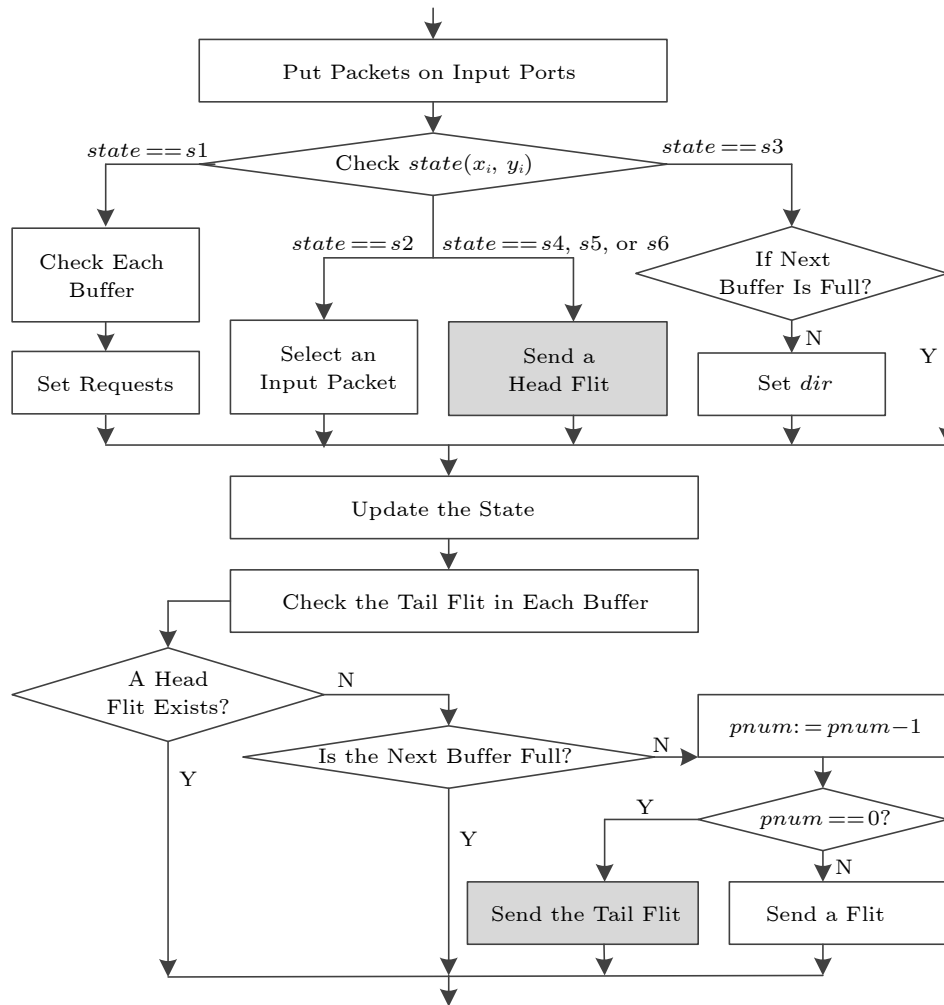 Put Packets on Input Ports
state==s1
Check state(xi, yi)
state==s3
state==s2
state==s4, s5, or s6
Check Each
Buffer
If Next
Buffer Is Full?
Set Requests
Select an
Input Packet
Send a
Head Flit
N
Y
Set dir
Update the State
Check the Tail Flit in Each Buffer
A Head
Flit Exists?
N
Is the Next Buffer Full?
N
pnum:=pnum−1
Y
Y
Y
pnum==0?
N
Send the Tail Flit
Send a Flit